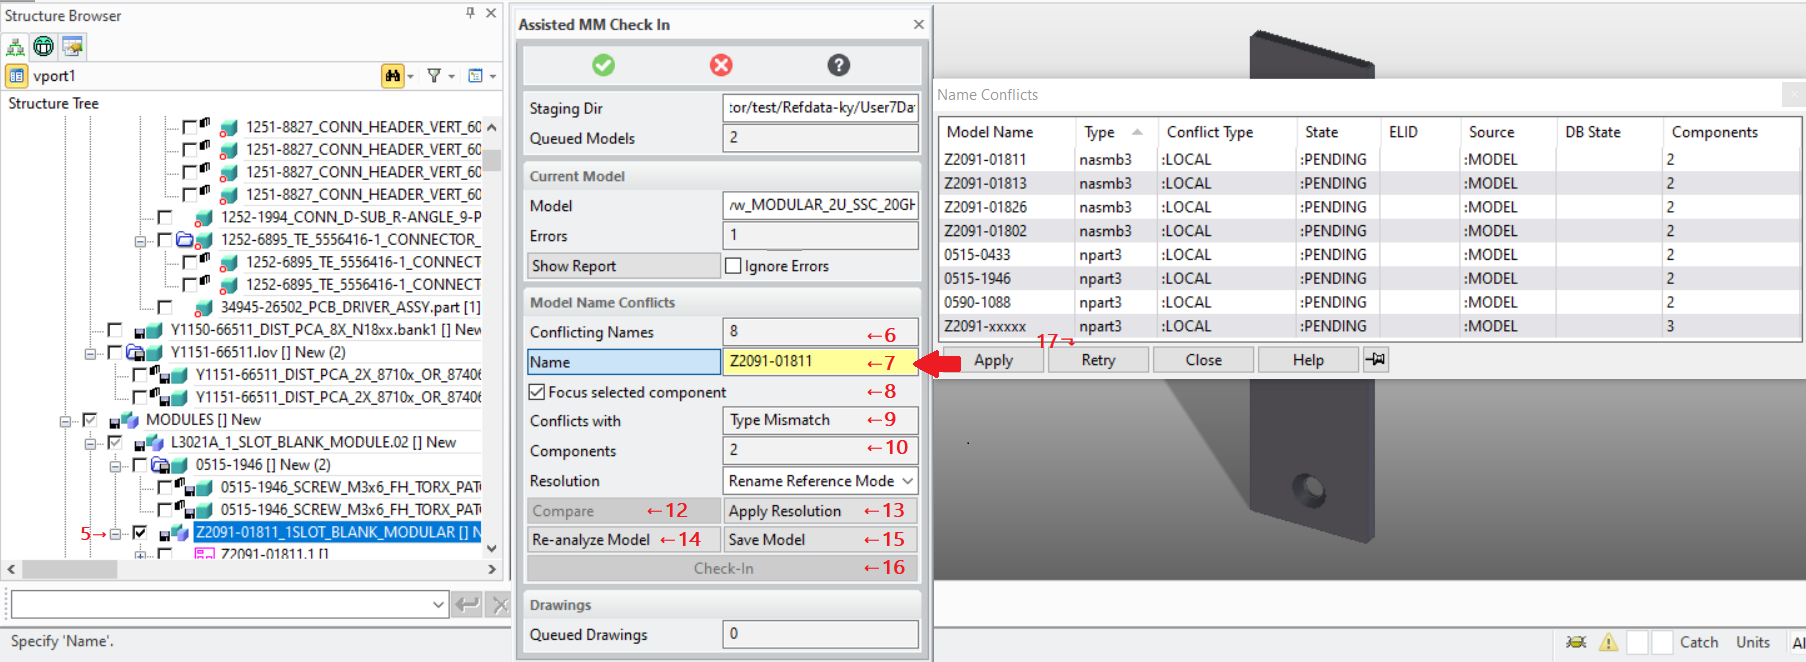 Structure Browser
vport1
Structure Tree
1251-8827_CONN_HEADER_VERT_60
1251-8827_CONN_HEADER_VERT_60
1251-8827_CONN_HEADER_VERT_60
1251-8827_CONN_HEADER_VERT_60
1252-1994_CONN_D-SUB_R-ANGLE_9-P
1252-6895_TE_5556416-1_CONNECTOR_
1252-6895_TE_5556416-1_CONNECT
1252-6895_TE_5556416-1_CONNECT
34945-26502_PCB_DRIVER_ASSY.part [1]
Y1150-66511_DIST_PCA_8X_N18xx.bank1 [] New
Y1151-66511.lov [] New (2)
Y1151-66511_DIST_PCA_2X_8710x_OR_87406
Y1151-66511_DIST_PCA_2X_8710x_OR_87406
MODULES [] New
L3021A_1_SLOT_BLANK_MODULE.02 [] New
0515-1946 [] New (2)
0515-1946_SCREW_M3x6_FH_TORX_PAT
0515-1946_SCREW_M3x6_FH_TORX_PAT
5→ Z2091-01811_1SLOT_BLANK_MODULAR [] N
Z2091-01811.1 []
Specify 'Name'.
Assisted MM Check In
Staging Dir :or/test/Refdata-ky/User7Da
Queued Models 2
Current Model
Model /w_MODULAR_2U_SSC_20GH
Errors 1
Show Report Ignore Errors
Model Name Conflicts
Conflicting Names 8 ←6
Name Z2091-01811 ←7
Focus selected component ←8
Conflicts with Type Mismatch ←9
Components 2 ←10
Resolution Rename Reference Mode
Compare ←12 Apply Resolution ←13
Re-analyze Model ←14 Save Model ←15
Check-In ←16
Drawings
Queued Drawings 0
Name Conflicts
Model Name Type Conflict Type State ELID Source DB State Components
Z2091-01811 nasmb3 :LOCAL :PENDING :MODEL 2
Z2091-01813 nasmb3 :LOCAL :PENDING :MODEL 2
Z2091-01826 nasmb3 :LOCAL :PENDING :MODEL 2
Z2091-01802 nasmb3 :LOCAL :PENDING :MODEL 2
0515-0433 npart3 :LOCAL :PENDING :MODEL 2
0515-1946 npart3 :LOCAL :PENDING :MODEL 2
0590-1088 npart3 :LOCAL :PENDING :MODEL 2
Z2091-xxxxx npart3 :LOCAL :PENDING :MODEL 3
17
Apply Retry Close Help
Catch Units Al